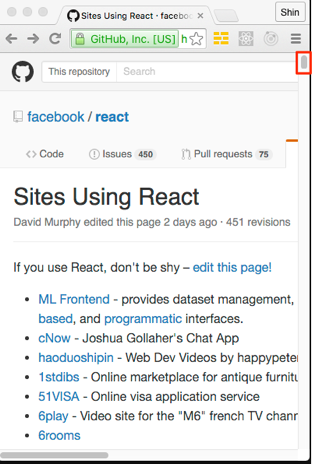 Sites Using React · facebo
Shin
GitHub, Inc. [US] h
This repository Search
facebook / react
Code Issues 450 Pull requests 75
Sites Using React
David Murphy edited this page 2 days ago · 451 revisions
If you use React, don't be shy – edit this page!
ML Frontend - provides dataset management,
based, and programmatic interfaces.
cNow - Joshua Gollaher's Chat App
haoduoshipin - Web Dev Videos by happypete
1stdibs - Online marketplace for antique furnitu
51VISA - Online visa application service
6play - Video site for the "M6" french TV chann
6rooms